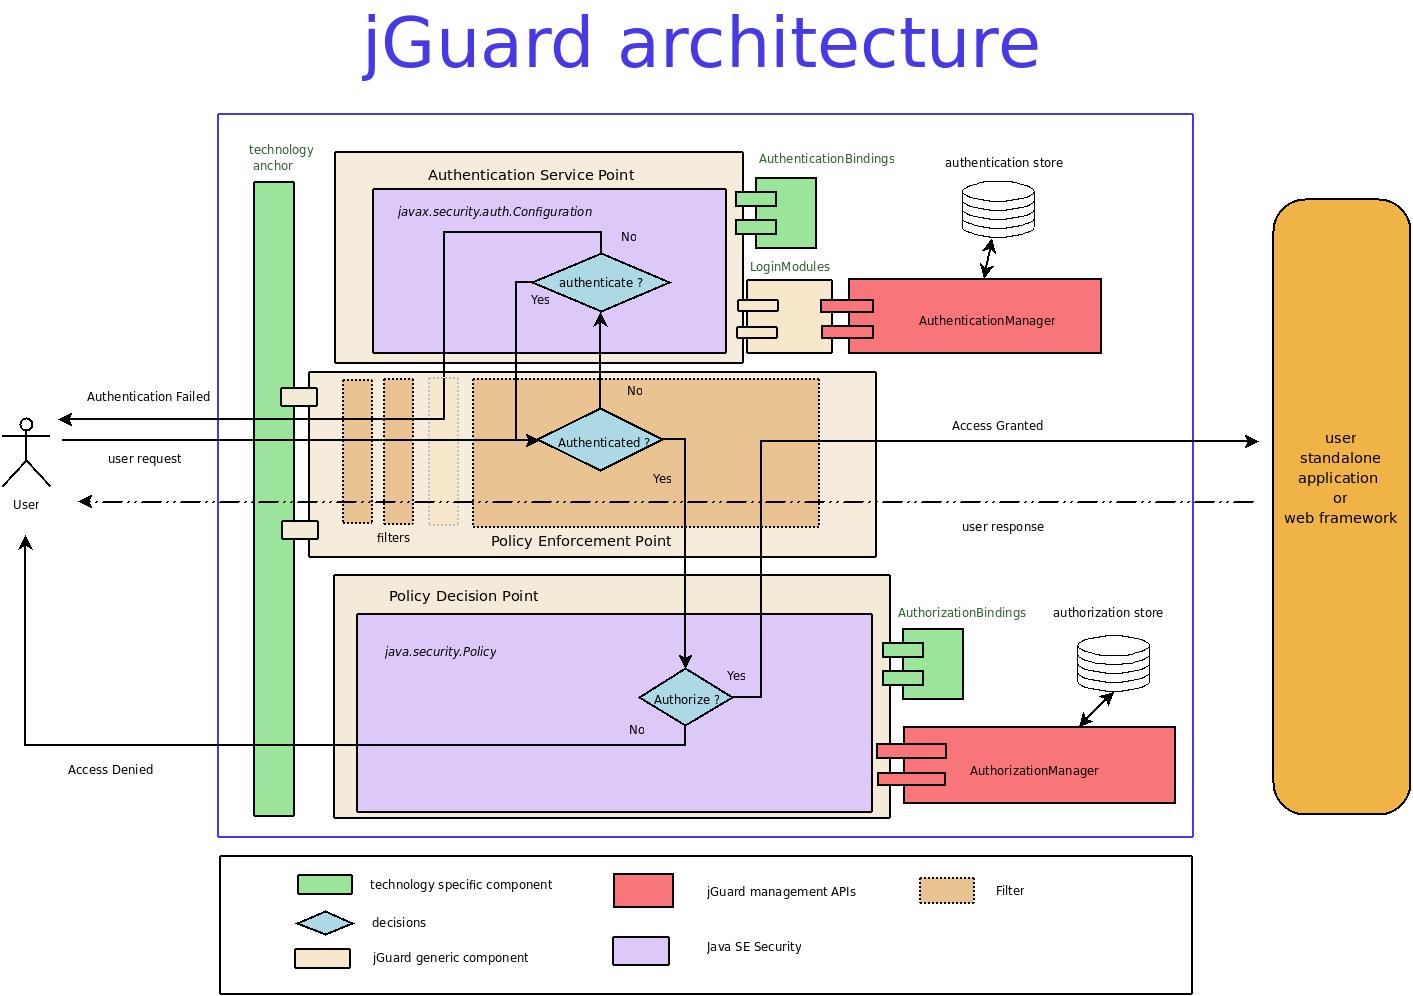 jGuard architecture
technology
anchor
Authentication Service Point
AuthenticationBindings
authentication store
javax.security.auth.Configuration
No
authenticate ?
Yes
LoginModules
AuthenticationManager
Authentication Failed
No
Access Granted
Authenticated ?
user request
Yes
User
user response
filters
Policy Enforcement Point
user
standalone
application
or
web framework
Policy Decision Point
AuthorizationBindings
authorization store
java.security.Policy
Yes
Authorize ?
No
Access Denied
AuthorizationManager
technology specific component
jGuard management APIs
Filter
decisions
Java SE Security
jGuard generic component